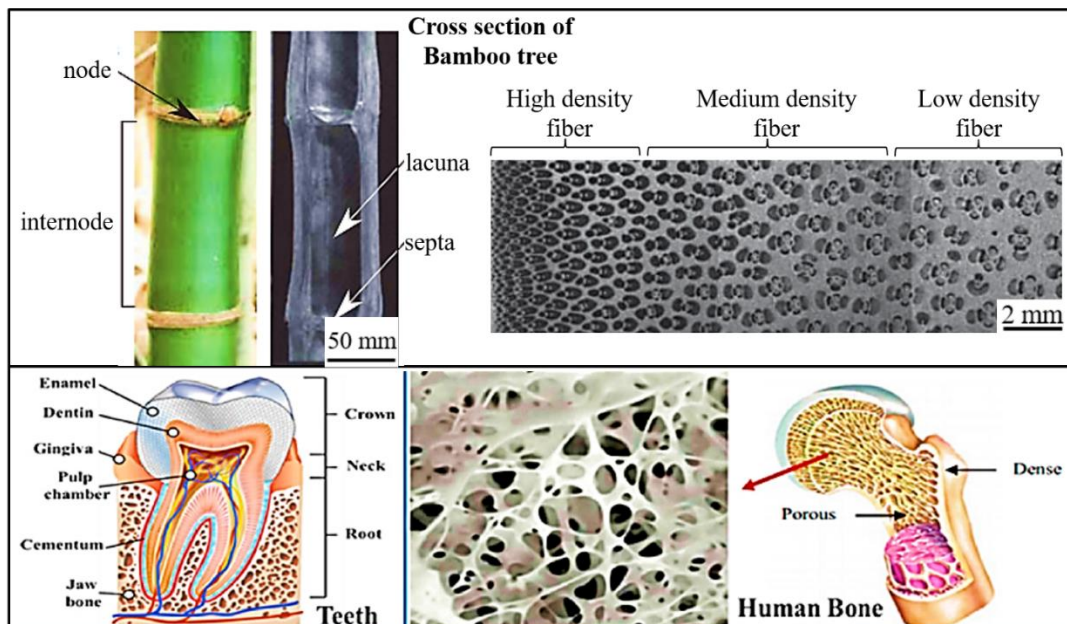 Cross section of
Bamboo tree
node
internode
lacuna
septa
50 mm
High density
fiber
Medium density
fiber
Low density
fiber
2 mm
Enamel
Dentin
Gingiva
Pulp
chamber
Cementum
Jaw
bone
Crown
Neck
Root
Teeth
Dense
Porous
Human Bone